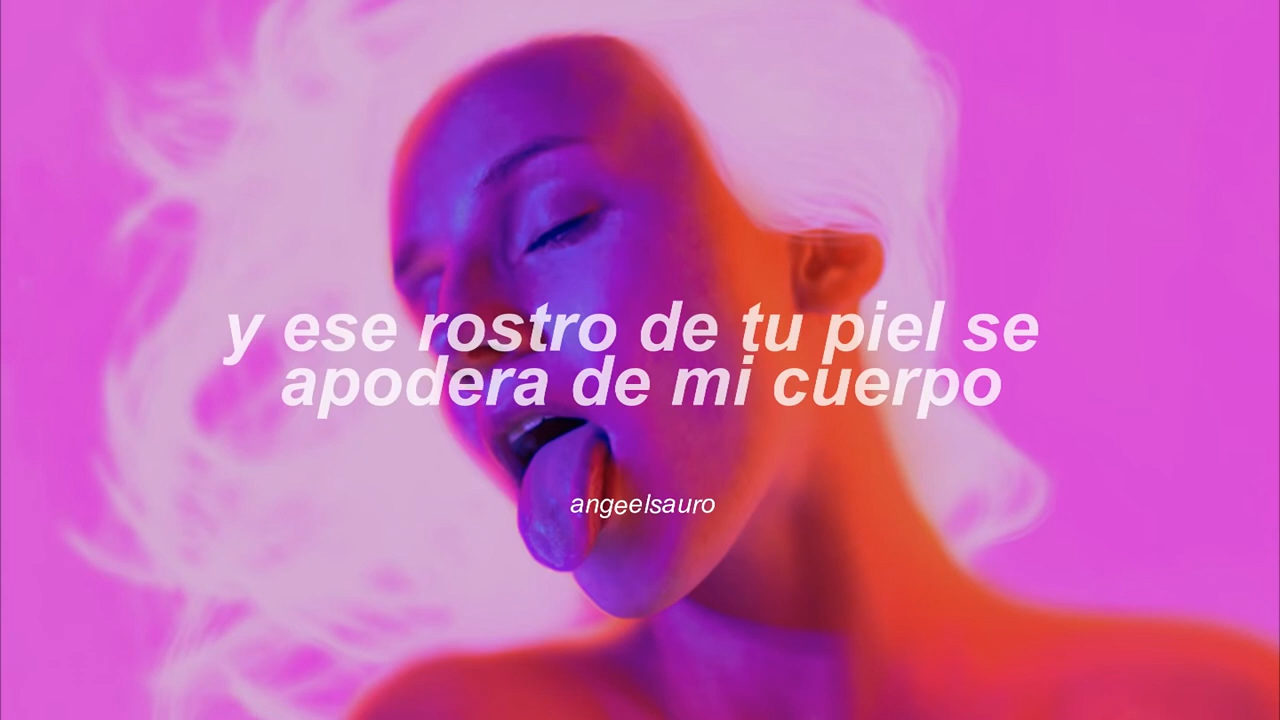 y ese rostro de tu piel se
apodera de mi cuerpo
angeelsauro